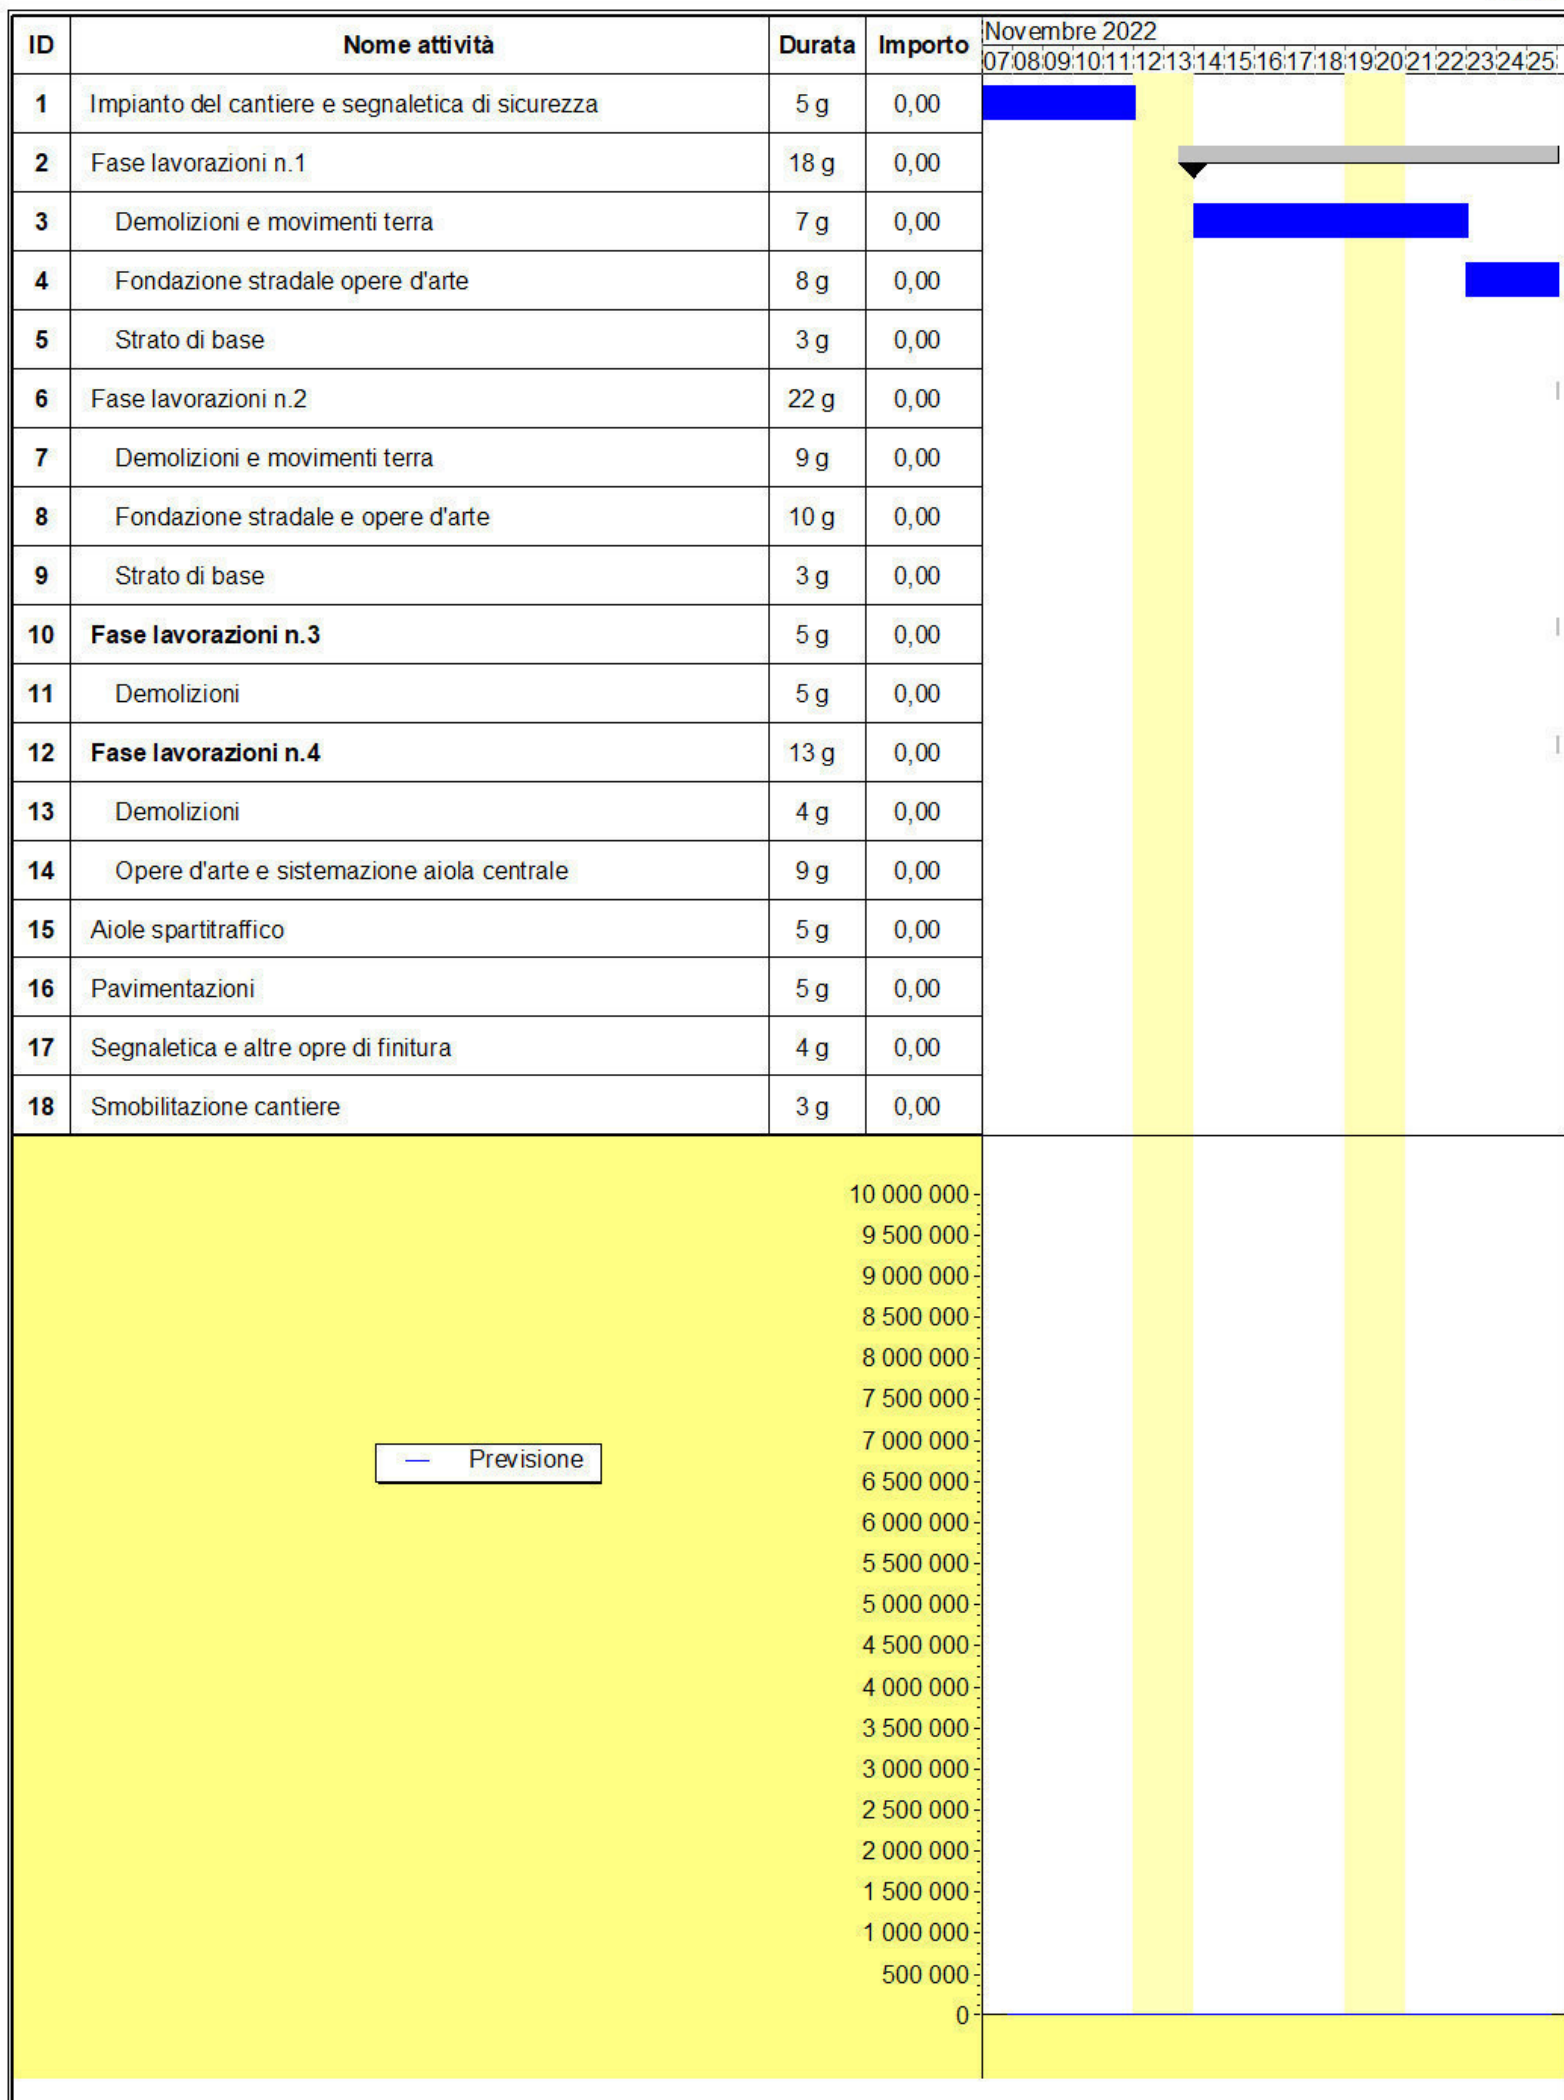 ID Nome attività Durata Importo Novembre 2022
07 08 09 10 11 12 13 14 15 16 17 18 19 20 21 22 23 24 25
1 Impianto del cantiere e segnaletica di sicurezza 5 g 0,00
2 Fase lavorazioni n.1 18 g 0,00
3 Demolizioni e movimenti terra 7 g 0,00
4 Fondazione stradale opere d'arte 8 g 0,00
5 Strato di base 3 g 0,00
6 Fase lavorazioni n.2 22 g 0,00
7 Demolizioni e movimenti terra 9 g 0,00
8 Fondazione stradale e opere d'arte 10 g 0,00
9 Strato di base 3 g 0,00
10 Fase lavorazioni n.3 5 g 0,00
11 Demolizioni 5 g 0,00
12 Fase lavorazioni n.4 13 g 0,00
13 Demolizioni 4 g 0,00
14 Opere d'arte e sistemazione aiola centrale 9 g 0,00
15 Aiole spartitraffico 5 g 0,00
16 Pavimentazioni 5 g 0,00
17 Segnaletica e altre opre di finitura 4 g 0,00
18 Smobilitazione cantiere 3 g 0,00
10 000 000
9 500 000
9 000 000
8 500 000
8 000 000
7 500 000
7 000 000
Previsione
6 500 000
6 000 000
5 500 000
5 000 000
4 500 000
4 000 000
3 500 000
3 000 000
2 500 000
2 000 000
1 500 000
1 000 000
500 000
0